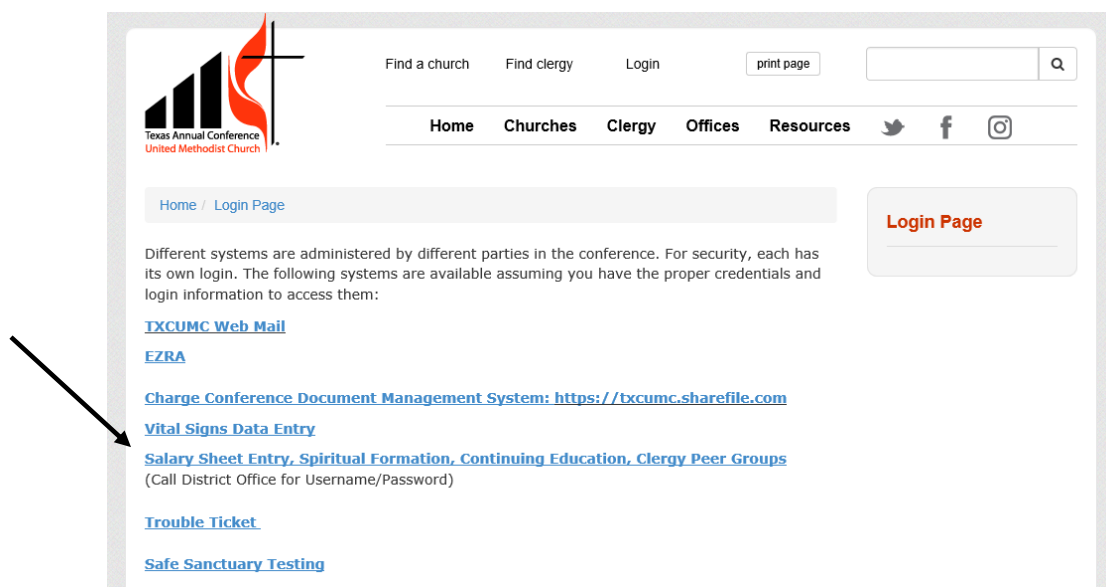 Find a church Find clergy Login print page
Texas Annual Conference
United Methodist Church
Home Churches Clergy Offices Resources
Home / Login Page
Login Page
Different systems are administered by different parties in the conference. For security, each has
its own login. The following systems are available assuming you have the proper credentials and
login information to access them:
TXCUMC Web Mail
EZRA
Charge Conference Document Management System: https://txcumc.sharefile.com
Vital Signs Data Entry
Salary Sheet Entry, Spiritual Formation, Continuing Education, Clergy Peer Groups
(Call District Office for Username/Password)
Trouble Ticket
Safe Sanctuary Testing